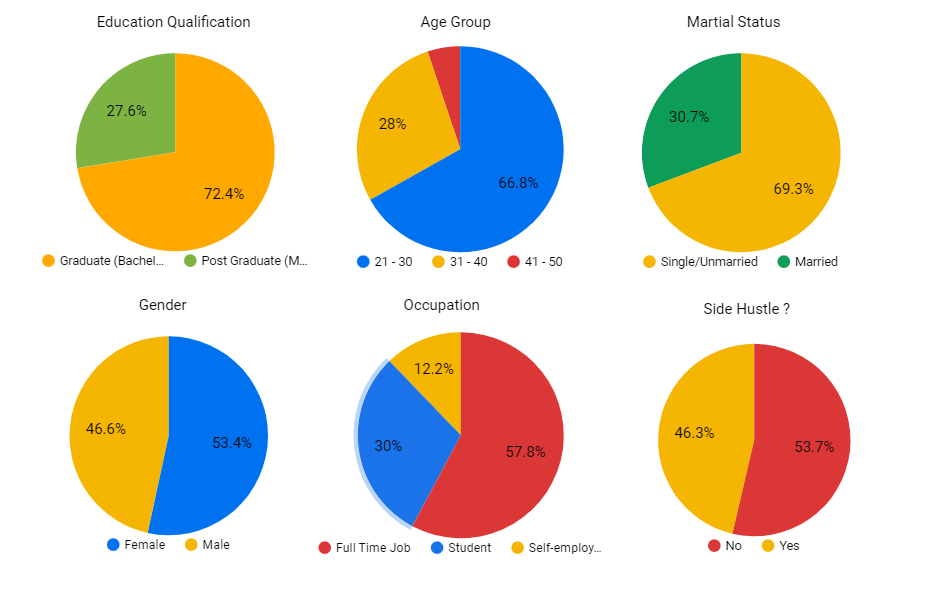 Education Qualification
Age Group
Martial Status
27.6%
72.4%
28%
66.8%
30.7%
69.3%
Graduate (Bachel...
Post Graduate (M...
21 - 30
31 - 40
41 - 50
Single/Unmarried
Married
Gender
Occupation
Side Hustle ?
46.6%
53.4%
12.2%
30%
57.8%
46.3%
53.7%
Female
Male
Full Time Job
Student
Self-employ...
No
Yes